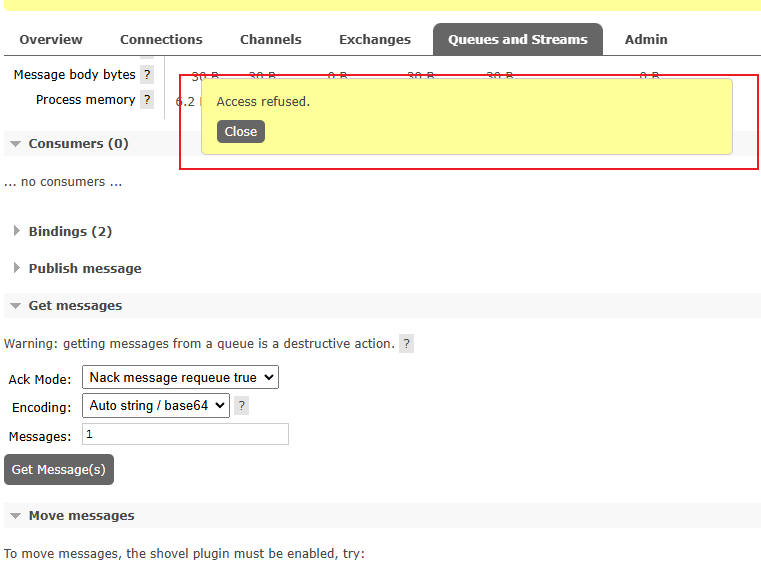 Overview Connections Channels Exchanges Queues and Streams Admin
Message body bytes ? 30 B 30 B 0 B 30 B 30 B 0 B
Process memory ? 6.2
Access refused.
Close
Consumers (0)
... no consumers ...
Bindings (2)
Publish message
Get messages
Warning: getting messages from a queue is a destructive action. ?
Ack Mode: Nack message requeue true
Encoding: Auto string / base64 ?
Messages: 1
Get Message(s)
Move messages
To move messages, the shovel plugin must be enabled, try: